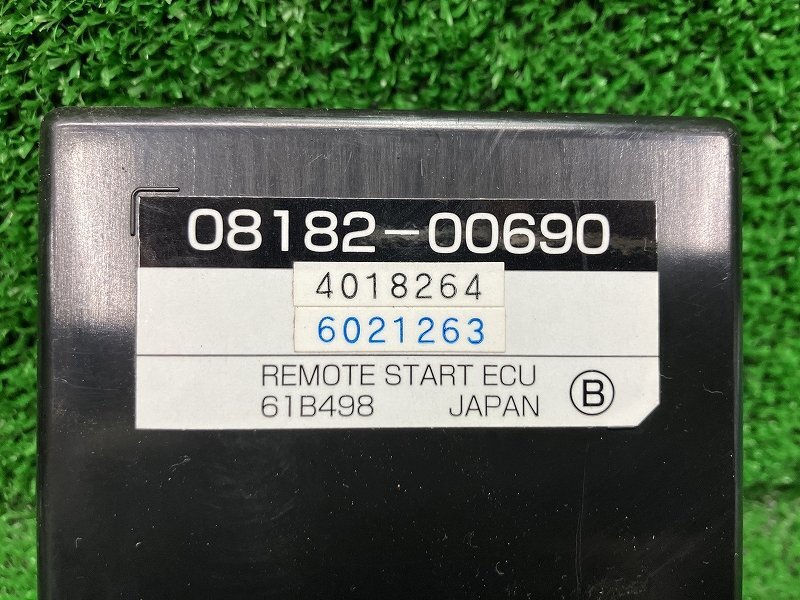 08182-00690
4018264
6021263
REMOTE START ECU
61B498 JAPAN B